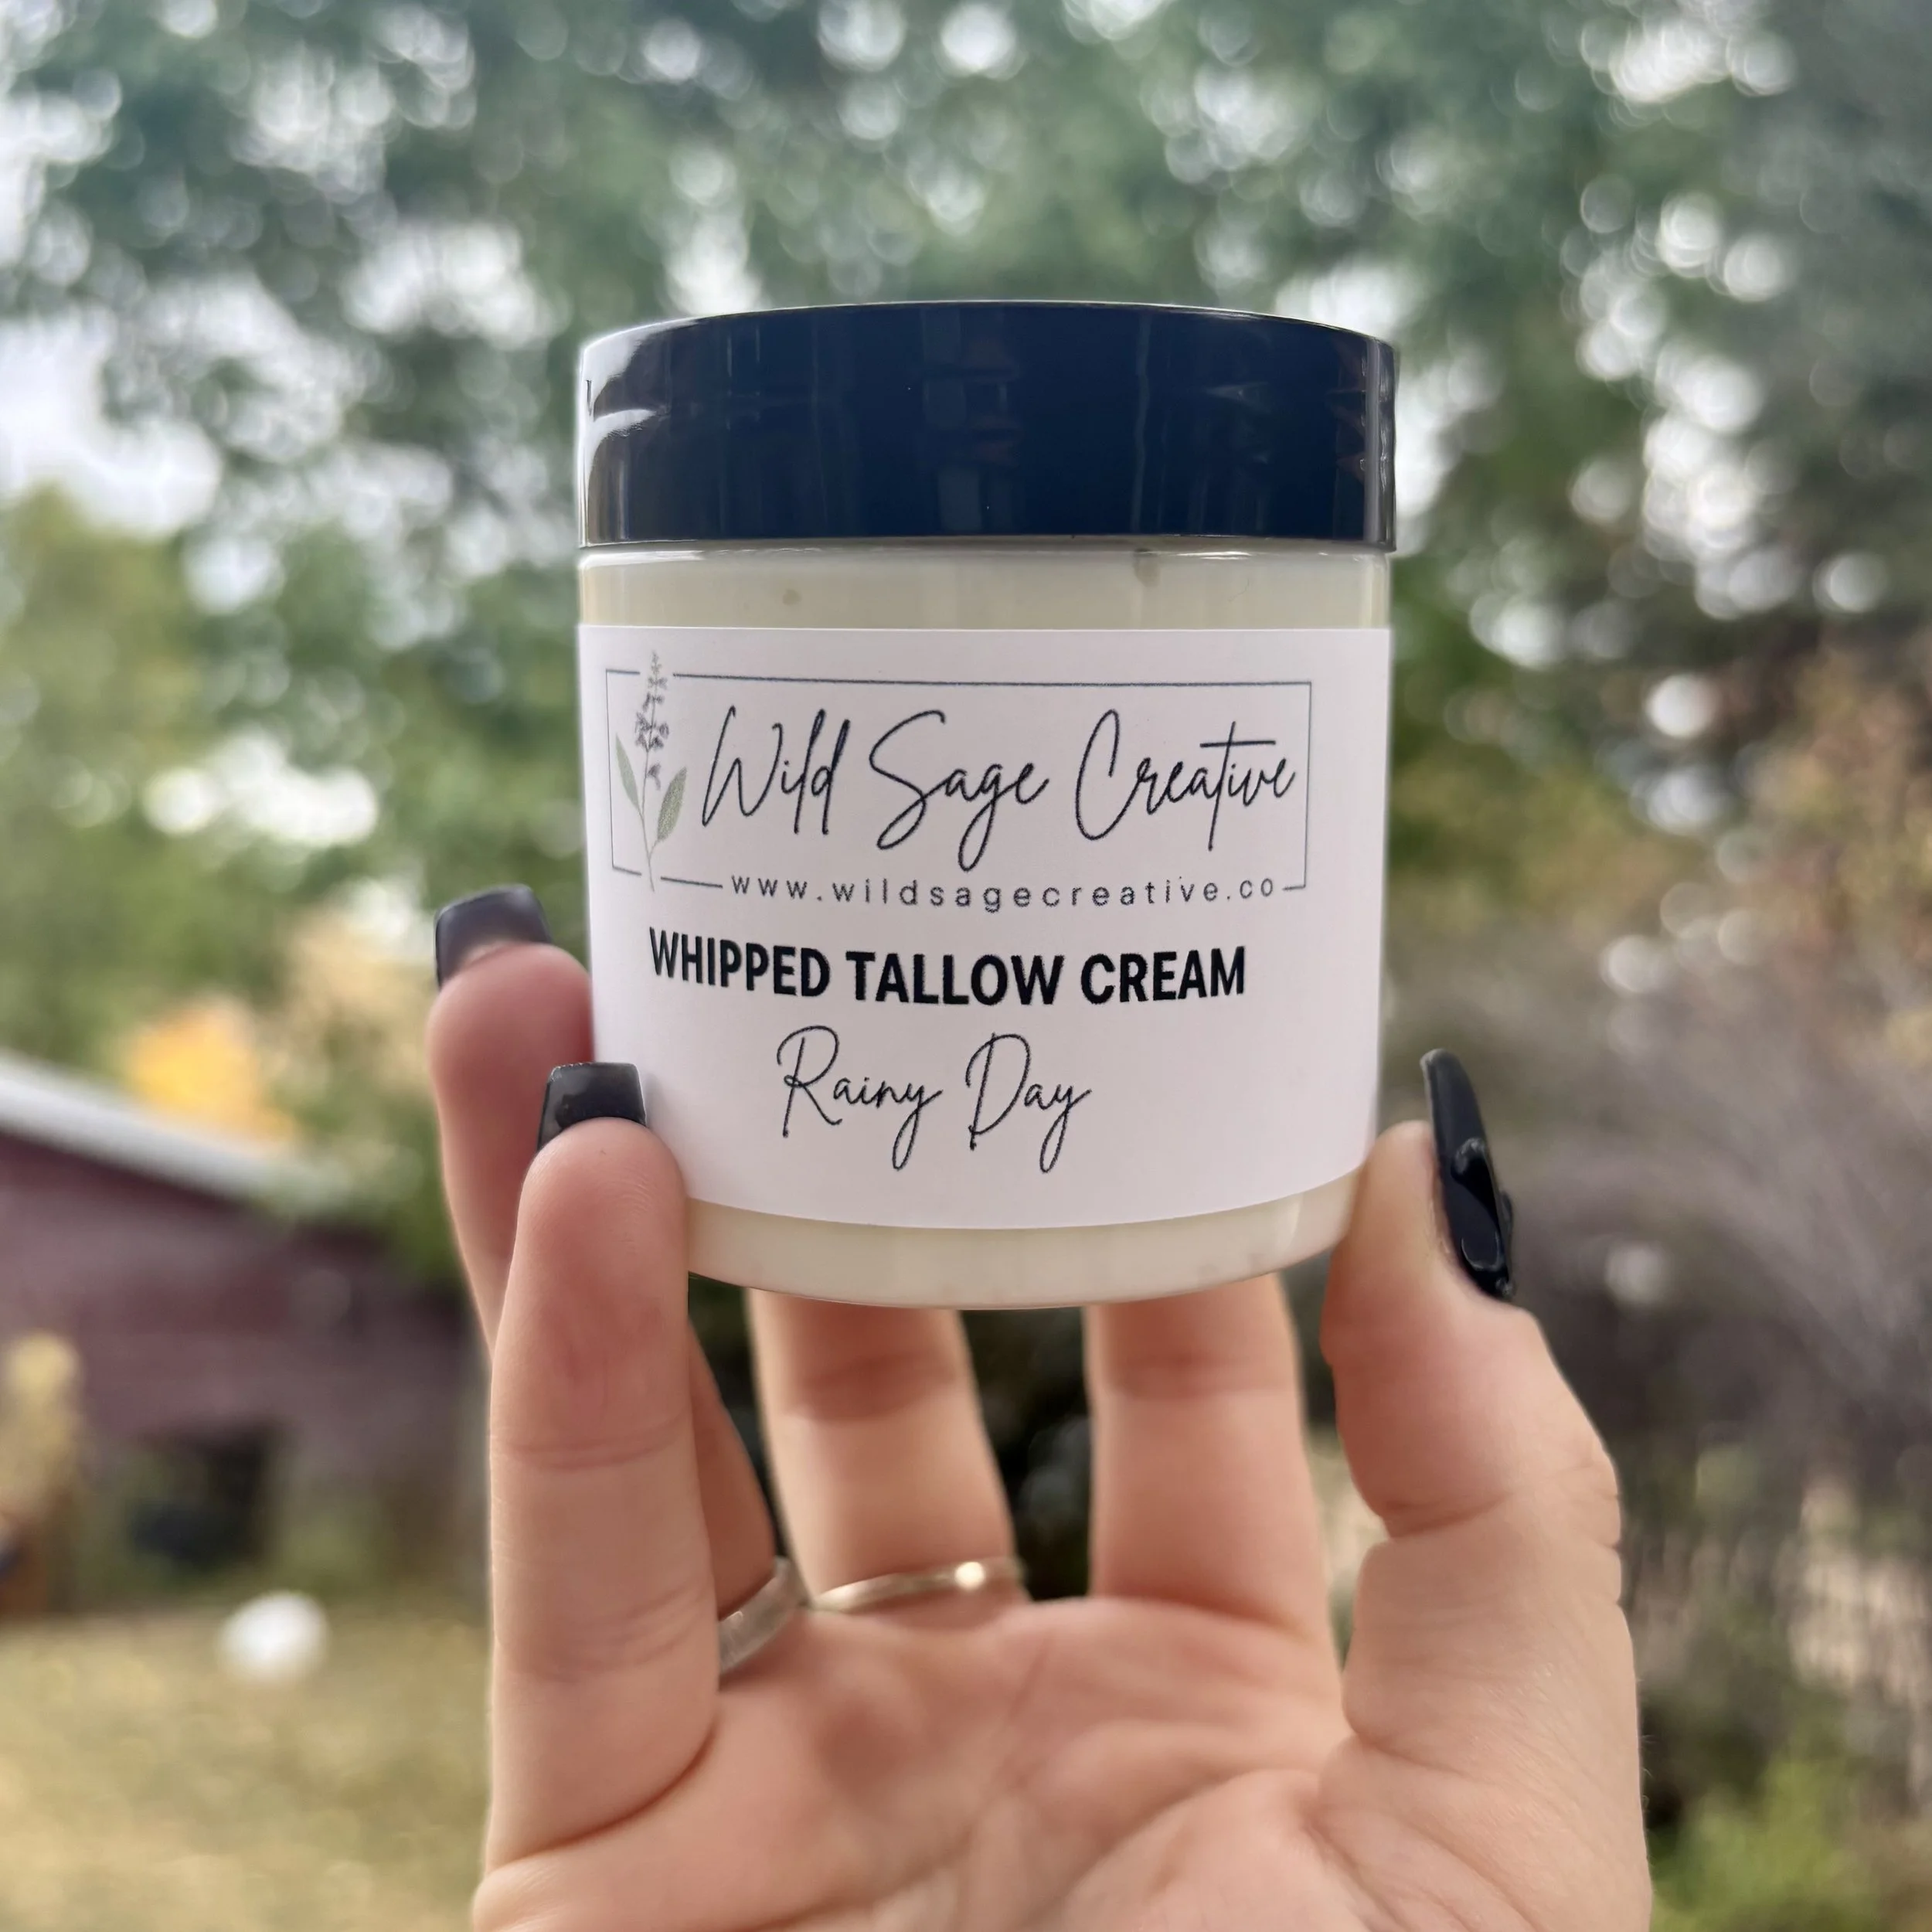 Wild Sage Creative
www.wildsagecreative.co
WHIPPED TALLOW CREAM
Rainy Day